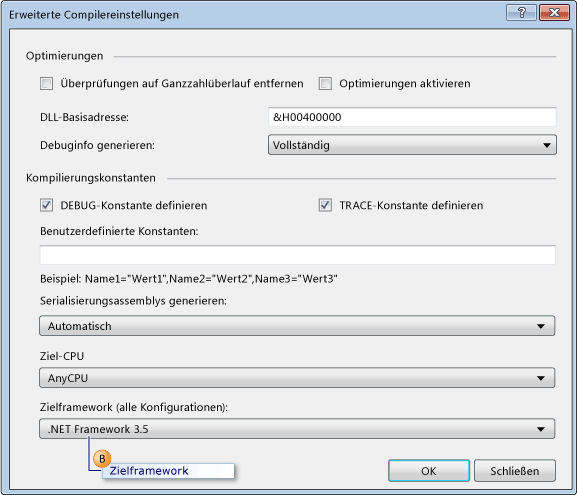 Erweiterte Compilereinstellungen
Optimierungen
Überprüfungen auf Ganzzahlüberlauf entfernen
Optimierungen aktivieren
DLL-Basisadresse:
&H00400000
Debuginfo generieren:
Vollständig
Kompilierungskonstanten
DEBUG-Konstante definieren
TRACE-Konstante definieren
Benutzerdefinierte Konstanten:
Beispiel: Name1="Wert1",Name2="Wert2",Name3="Wert3"
Serialisierungsassemblys generieren:
Automatisch
Ziel-CPU
AnyCPU
Zielframework (alle Konfigurationen):
.NET Framework 3.5
B
Zielframework
OK
Schließen